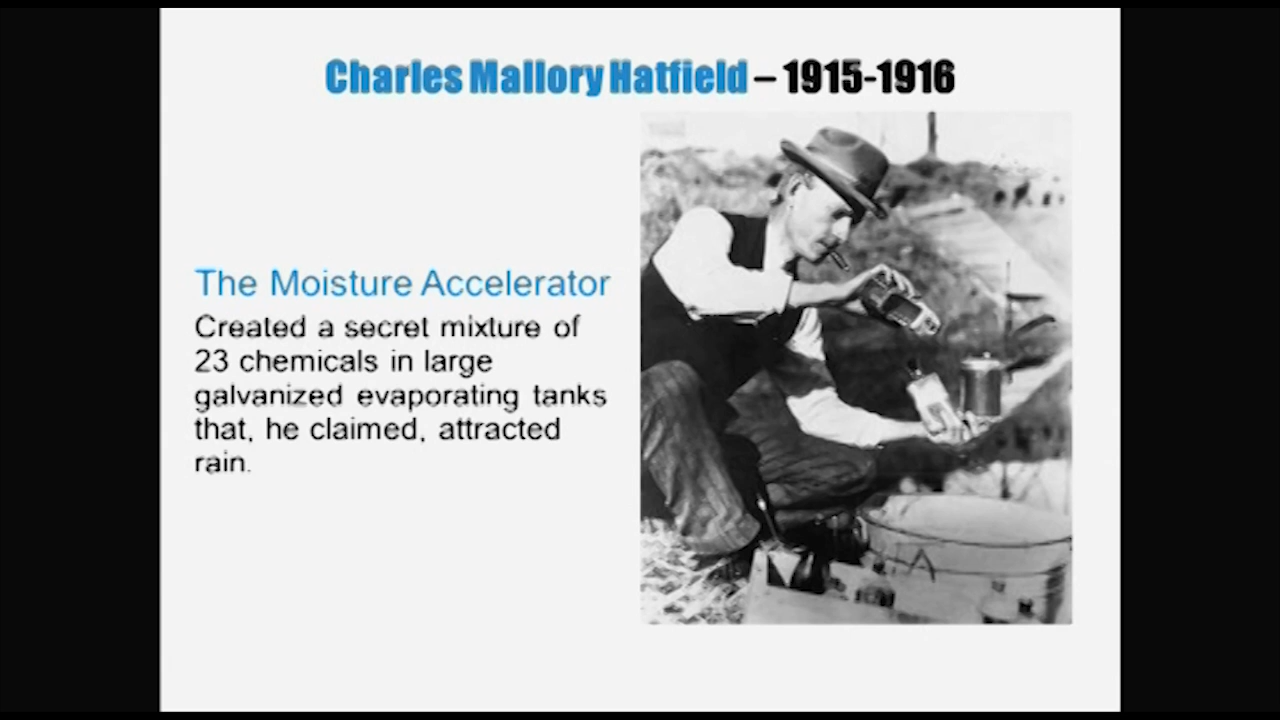 Charles Mallory Hatfield – 1915-1916
The Moisture Accelerator
Created a secret mixture of
23 chemicals in large
galvanized evaporating tanks
that, he claimed, attracted
rain.